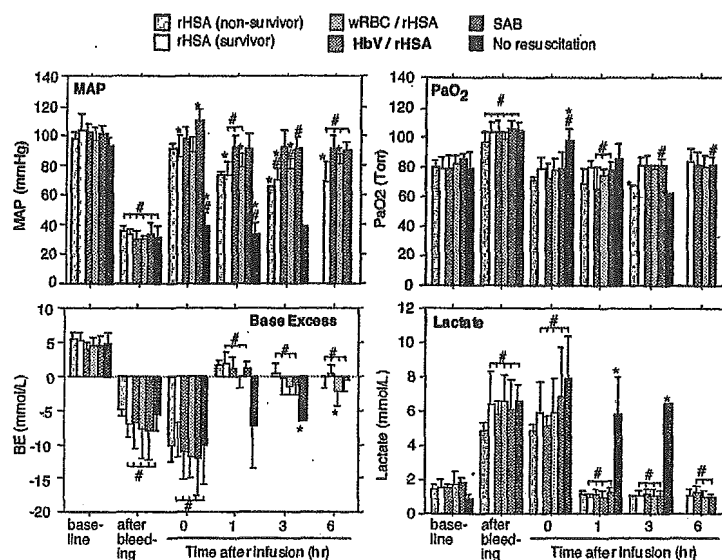 rHSA (non-survivor) wRBC / rHSA SAB
rHSA (survivor) HbV / rHSA No resuscitation
MAP
140
120
100
80
60
40
20
0
MAP (mmHg)
PaO2
140
120
100
80
60
40
20
0
PaO2 (Torr)
Base Excess
10
5
0
-5
-10
-15
-20
BE (mmol/L)
Lactate
12
10
8
6
4
2
0
Lactate (mmol/L)
base-
line
after
bleed-
ing
0 1 3 6
Time after infusion (hr)
base-
line
after
bleed-
ing
0 1 3 6
Time after infusion (hr)